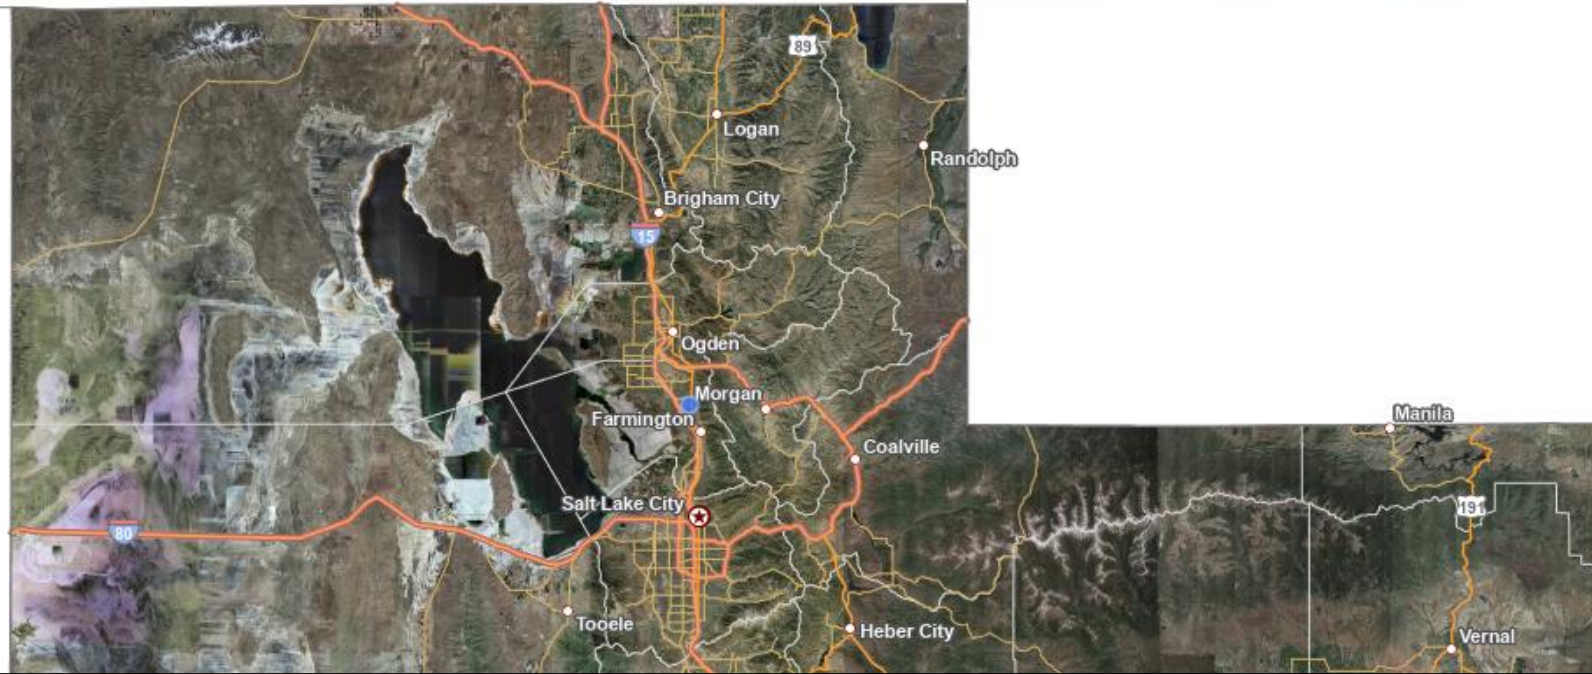 89
Logan
Randolph
Brigham City
15
Ogden
Morgan
Farmington
Manila
Coalville
Salt Lake City
191
80
Tooele
Heber City
Vernal